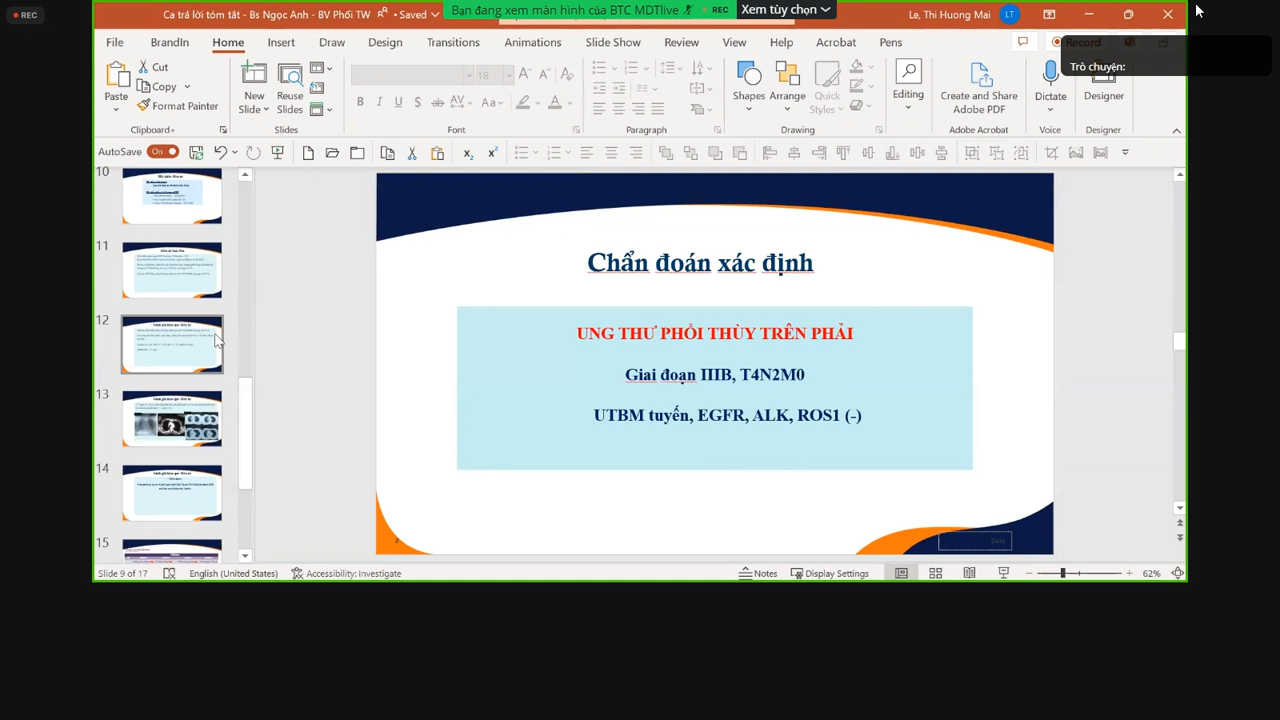 REC
Ca trả lời tóm tắt - Bs Ngọc Anh - BV Phổi TW
• Saved
Bạn đang xem màn hình của BTC MDTlive
REC
Xem tùy chọn
Le, Thi Huong Mai
LT
File BrandIn Home Insert Draw Design Transitions Animations Slide Show Review View Help Acrobat Pens
Record
Trò chuyện:
Paste
Cut
Copy
Format Painter
New Slide
Reuse Slides
18
Shapes
Arrange
Quick Styles
Editing
Create and Share Adobe PDF
Dictate
Designer
Clipboard
Slides
Font
Paragraph
Drawing
Adobe Acrobat
Voice
Designer
AutoSave On
10
11
12
13
14
15
Chẩn đoán xác định
UNG THƯ PHỔI THÙY TRÊN PHẢI
Giai đoạn IIIB, T4N2M0
UTBM tuyến, EGFR, ALK, ROS1 (-)
Date
Slide 9 of 17
English (United States)
Accessibility: Investigate
Notes
Display Settings
62%